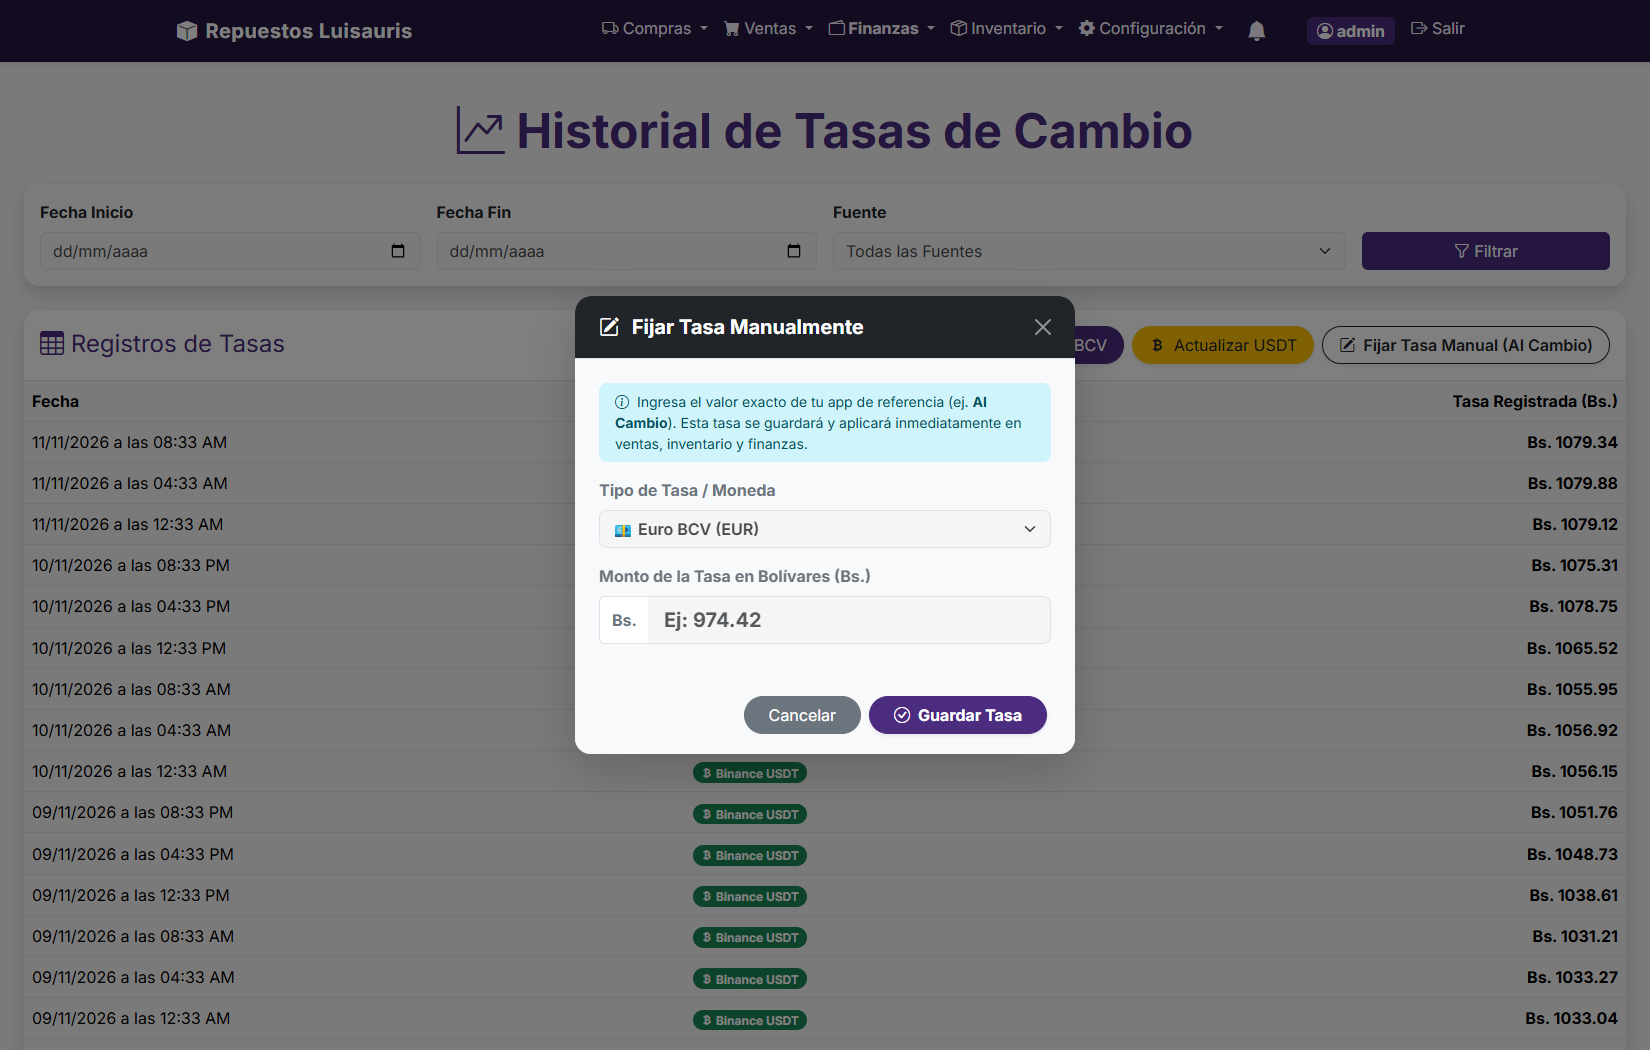 Repuestos Luisauris
Compras
Ventas
Finanzas
Inventario
Configuración
admin
Salir
Historial de Tasas de Cambio
Fecha Inicio
Fecha Fin
Fuente
dd/mm/aaaa
dd/mm/aaaa
Todas las Fuentes
Filtrar
Registros de Tasas
BCV
Actualizar USDT
Fijar Tasa Manual (Al Cambio)
Fecha
Tasa Registrada (Bs.)
11/11/2026 a las 08:33 AM
Bs. 1079.34
11/11/2026 a las 04:33 AM
Bs. 1079.88
11/11/2026 a las 12:33 AM
Bs. 1079.12
10/11/2026 a las 08:33 PM
Bs. 1075.31
10/11/2026 a las 04:33 PM
Bs. 1078.75
10/11/2026 a las 12:33 PM
Bs. 1065.52
10/11/2026 a las 08:33 AM
Bs. 1055.95
10/11/2026 a las 04:33 AM
Bs. 1056.92
10/11/2026 a las 12:33 AM
Binance USDT
Bs. 1056.15
09/11/2026 a las 08:33 PM
Binance USDT
Bs. 1051.76
09/11/2026 a las 04:33 PM
Binance USDT
Bs. 1048.73
09/11/2026 a las 12:33 PM
Binance USDT
Bs. 1038.61
09/11/2026 a las 08:33 AM
Binance USDT
Bs. 1031.21
09/11/2026 a las 04:33 AM
Binance USDT
Bs. 1033.27
09/11/2026 a las 12:33 AM
Binance USDT
Bs. 1033.04
Fijar Tasa Manualmente
Ingresa el valor exacto de tu app de referencia (ej. Al
Cambio). Esta tasa se guardará y aplicará inmediatamente en
ventas, inventario y finanzas.
Tipo de Tasa / Moneda
Euro BCV (EUR)
Monto de la Tasa en Bolívares (Bs.)
Bs.
Ej: 974.42
Cancelar
Guardar Tasa